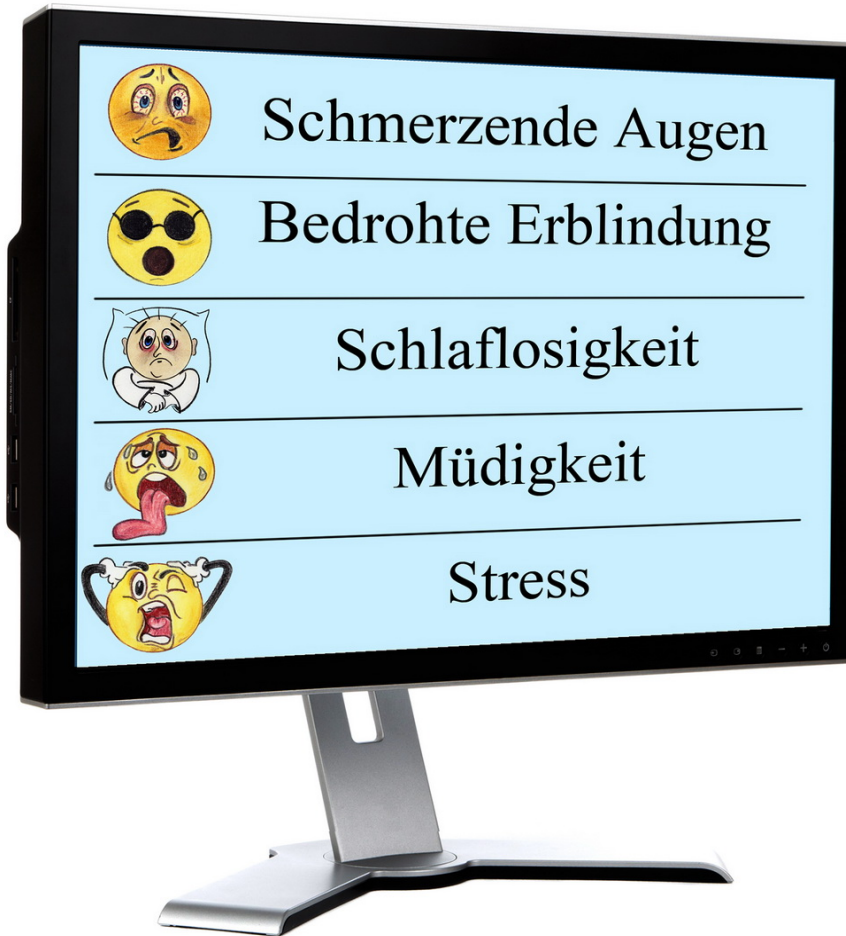 Schmerzende Augen
Bedrohte Erblindung
Schlaflosigkeit
Müdigkeit
Stress